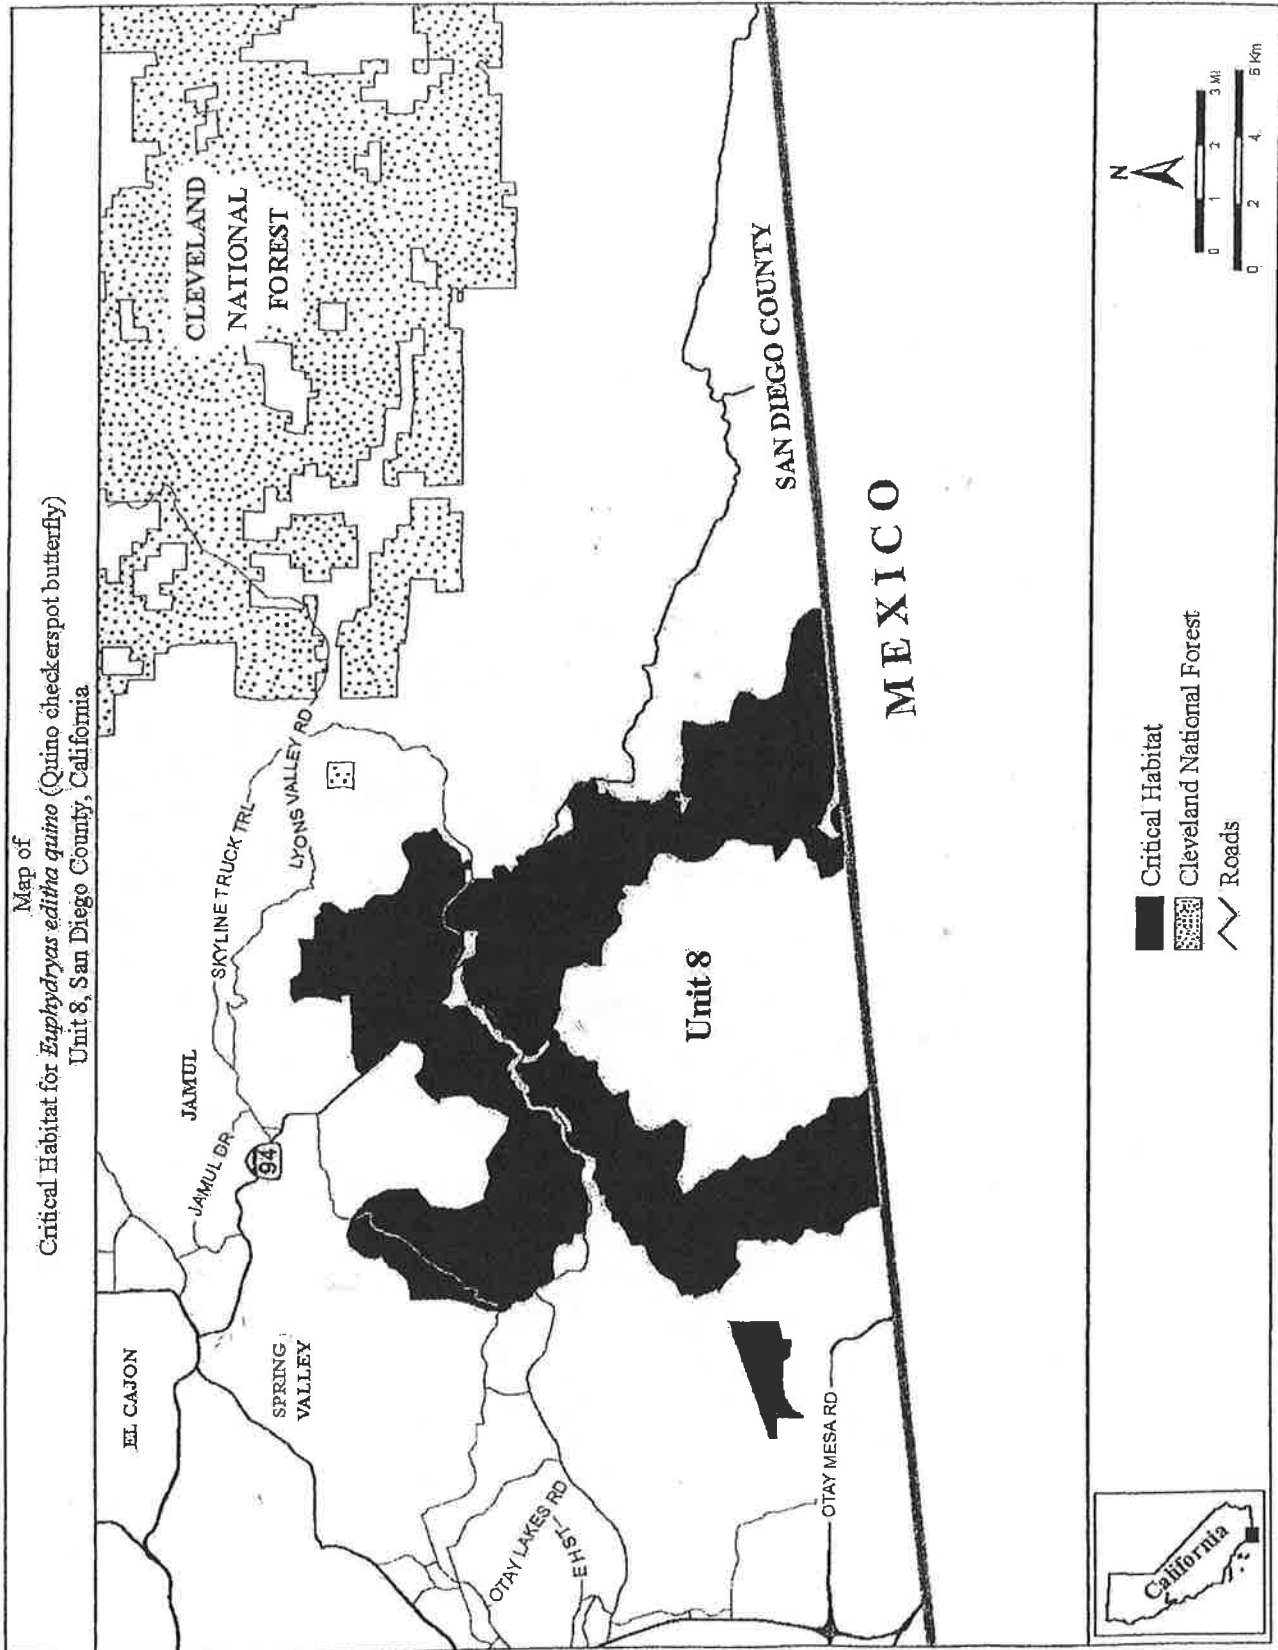 Map of
Critical Habitat for Euphydryas editha quino (Quino checkerspot butterfly)
Unit 8, San Diego County, California
EL CAJON
JAMUL
CLEVELAND
NATIONAL
FOREST
SPRING
VALLEY
JAMUL DR
94
SKYLINE TRUCK TRL
LYONS VALLEY RD
OTAY LAKES RD
E H ST
Unit 8
OTAY MESA RD
SAN DIEGO COUNTY
MEXICO
California
Critical Habitat
Cleveland National Forest
Roads
N
0 1 2 3 Mi
0 2 4 6 Km